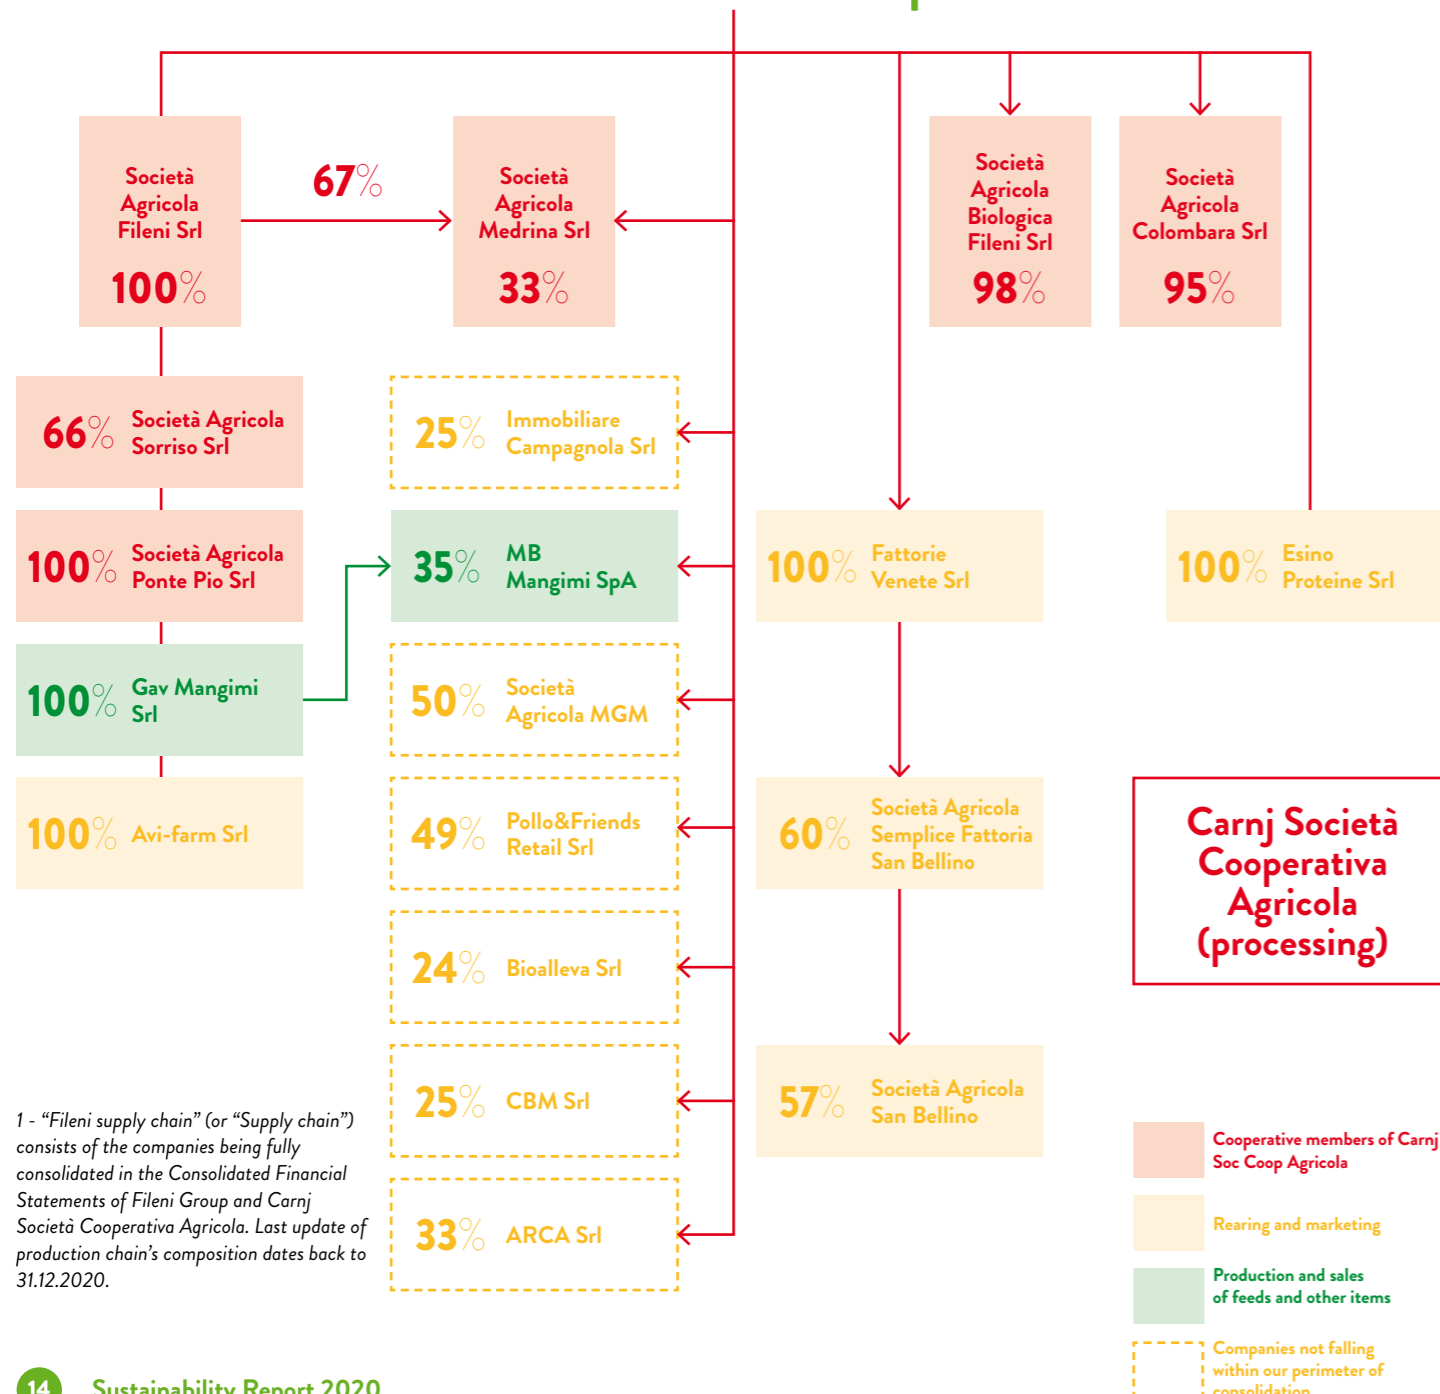 Società
Agricola
Fileni Srl
100%
67%
Società
Agricola
Medrina Srl
33%
Società
Agricola
Biologica
Fileni Srl
98%
Società
Agricola
Colombara Srl
95%
66% Società Agricola
Sorriso Srl
25% Immobiliare
Campagnola Srl
100% Società Agricola
Ponte Pio Srl
35% MB
Mangimi SpA
100% Fattorie
Venete Srl
100% Esino
Proteine Srl
100% Gav Mangimi
Srl
50% Società
Agricola MGM
100% Avi-farm Srl
49% Pollo&Friends
Retail Srl
60% Società Agricola
Semplice Fattoria
San Bellino
Carnj Società
Cooperativa
Agricola
(processing)
24% Bioalleva Srl
25% CBM Srl
57% Società Agricola
San Bellino
33% ARCA Srl
1 - “Fileni supply chain” (or “Supply chain”)
consists of the companies being fully
consolidated in the Consolidated Financial
Statements of Fileni Group and Carnj
Società Cooperativa Agricola. Last update of
production chain’s composition dates back to
31.12.2020.
Cooperative members of Carnj
Soc Coop Agricola
Rearing and marketing
Production and sales
of feeds and other items
Companies not falling
within our perimeter of
consolidation
14 Sustainability Report 2020